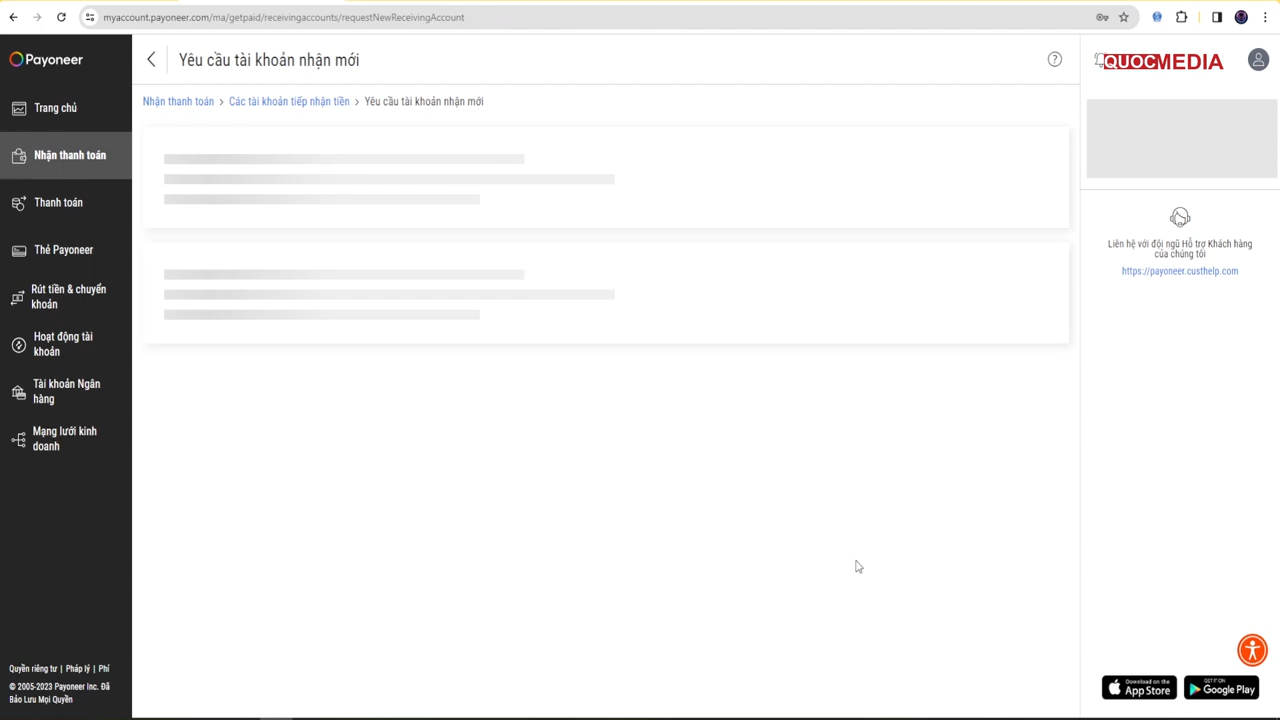 myaccount.payoneer.com/ma/getpaid/receivingaccounts/requestNewReceivingAccount
Payoneer
Yêu cầu tài khoản nhận mới
QUOCMEDIA
Nhận thanh toán > Các tài khoản tiếp nhận tiền > Yêu cầu tài khoản nhận mới
Trang chủ
Nhận thanh toán
Thanh toán
Thẻ Payoneer
Rút tiền & chuyển
khoản
Hoạt động tài
khoản
Tài khoản Ngân
hàng
Mạng lưới kinh
doanh
Liên hệ với đội ngũ Hỗ trợ Khách hàng
của chúng tôi
https://payoneer.custhelp.com
Quyền riêng tư | Pháp lý | Phí
© 2005-2023 Payoneer Inc. Đã
Bảo Lưu Mọi Quyền
Download on the
App Store
GET IT ON
Google Play